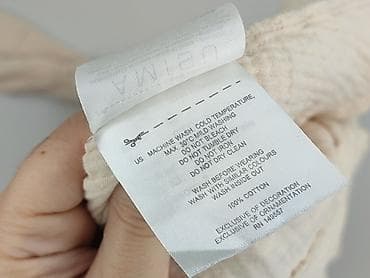 US MACHINE WASH, COLD TEMPERATURE,
MAX. 30°C MILD WASHING
DO NOT BLEACH
DO NOT TUMBLE DRY
DO NOT IRON
DO NOT DRY CLEAN
WASH BEFORE WEARING
WASH WITH SIMILAR COLOURS
WASH INSIDE OUT
100% COTTON
EXCLUSIVE OF DECORATION
EXCLUSIVE OF ORNAMENTATION
RN 149657